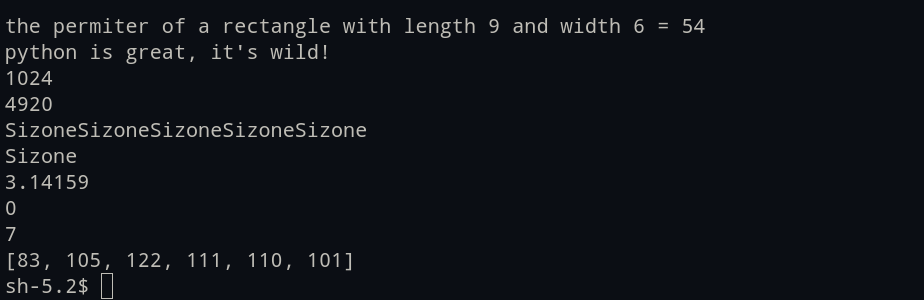 the permiter of a rectangle with length 9 and width 6 = 54
python is great, it's wild!
1024
4920
SizoneSizoneSizoneSizoneSizone
Sizone
3.14159
0
7
[83, 105, 122, 111, 110, 101]
sh-5.2$